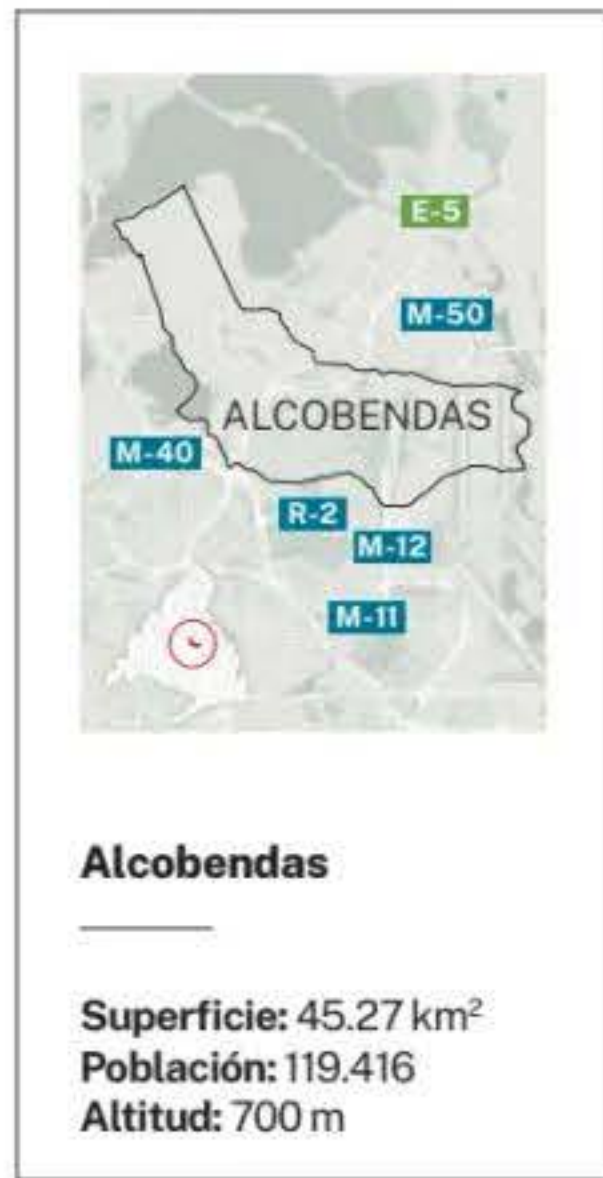 E-5
M-50
ALCOBENDAS
M-40
R-2
M-12
M-11
Alcobendas
Superficie: 45.27 km²
Población: 119.416
Altitud: 700 m